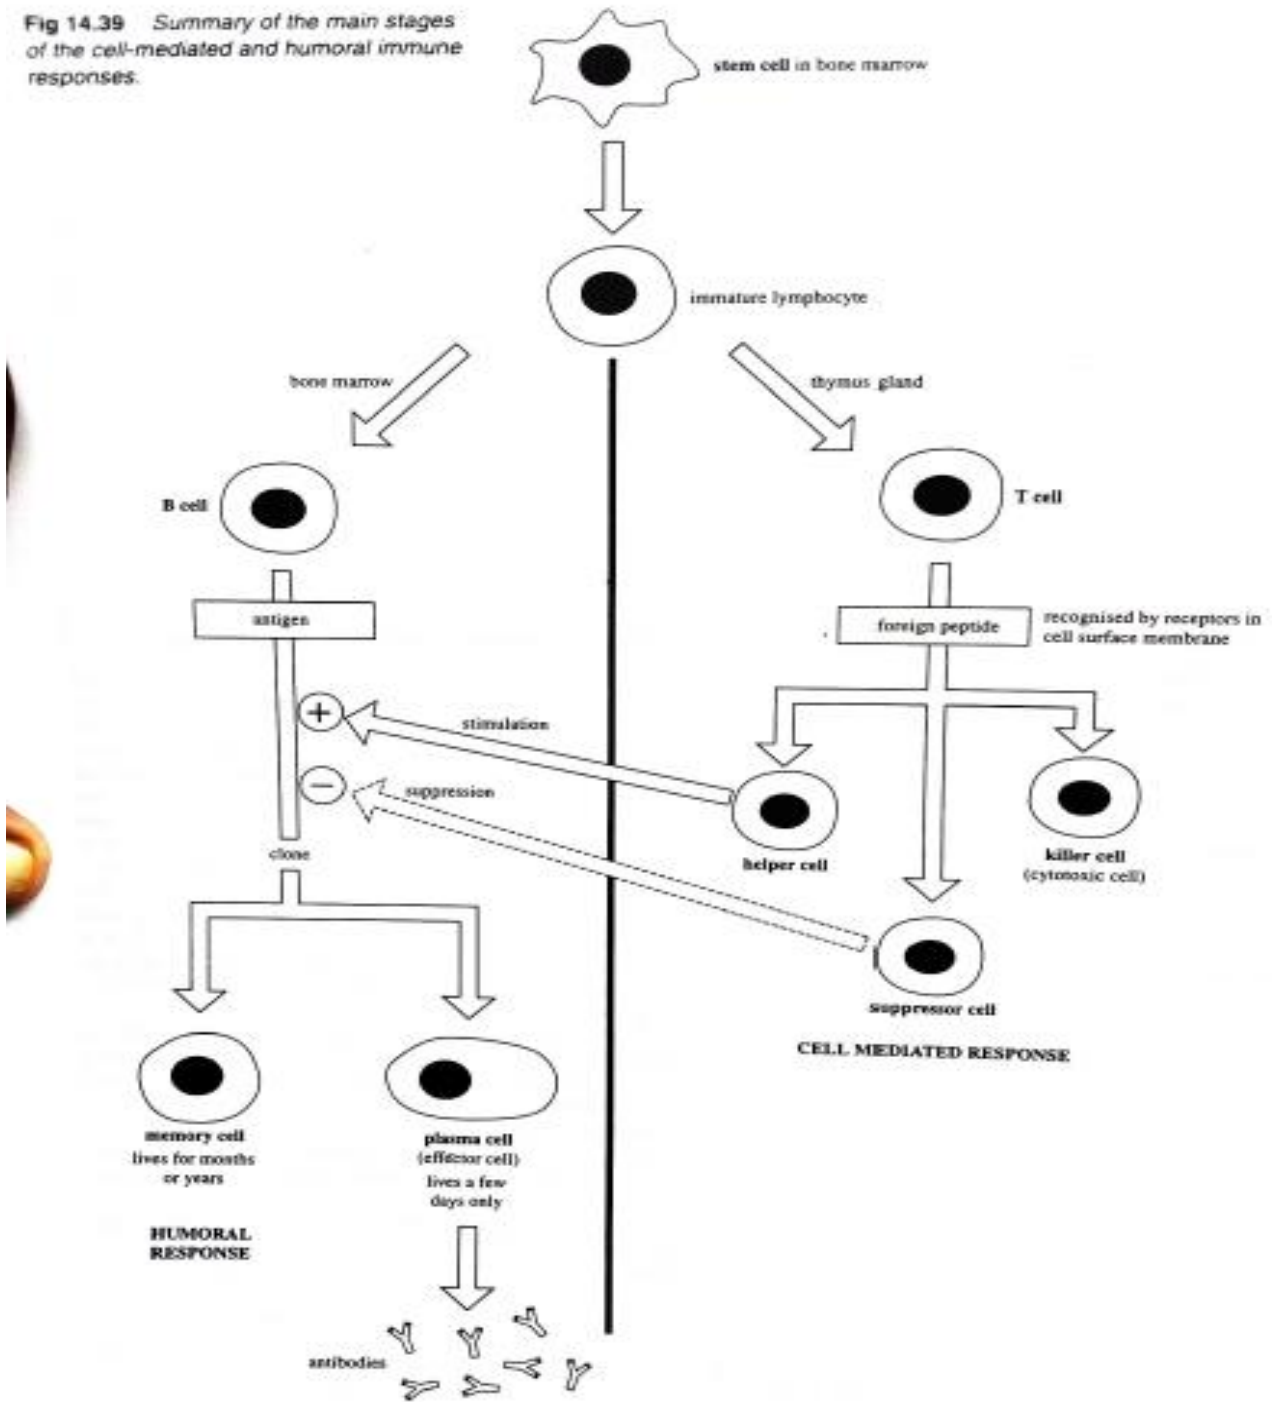 Fig 14.39 Summary of the main stages
of the cell-mediated and humoral immune
responses.
stem cell in bone marrow
immature lymphocyte
bone marrow
thymus gland
B cell
T cell
antigen
foreign peptide
recognised by receptors in
cell surface membrane
+
stimulation
−
suppression
clone
helper cell
killer cell
(cytotoxic cell)
suppressor cell
CELL MEDIATED RESPONSE
memory cell
lives for months
or years
plasma cell
(effector cell)
lives a few
days only
HUMORAL
RESPONSE
antibodies